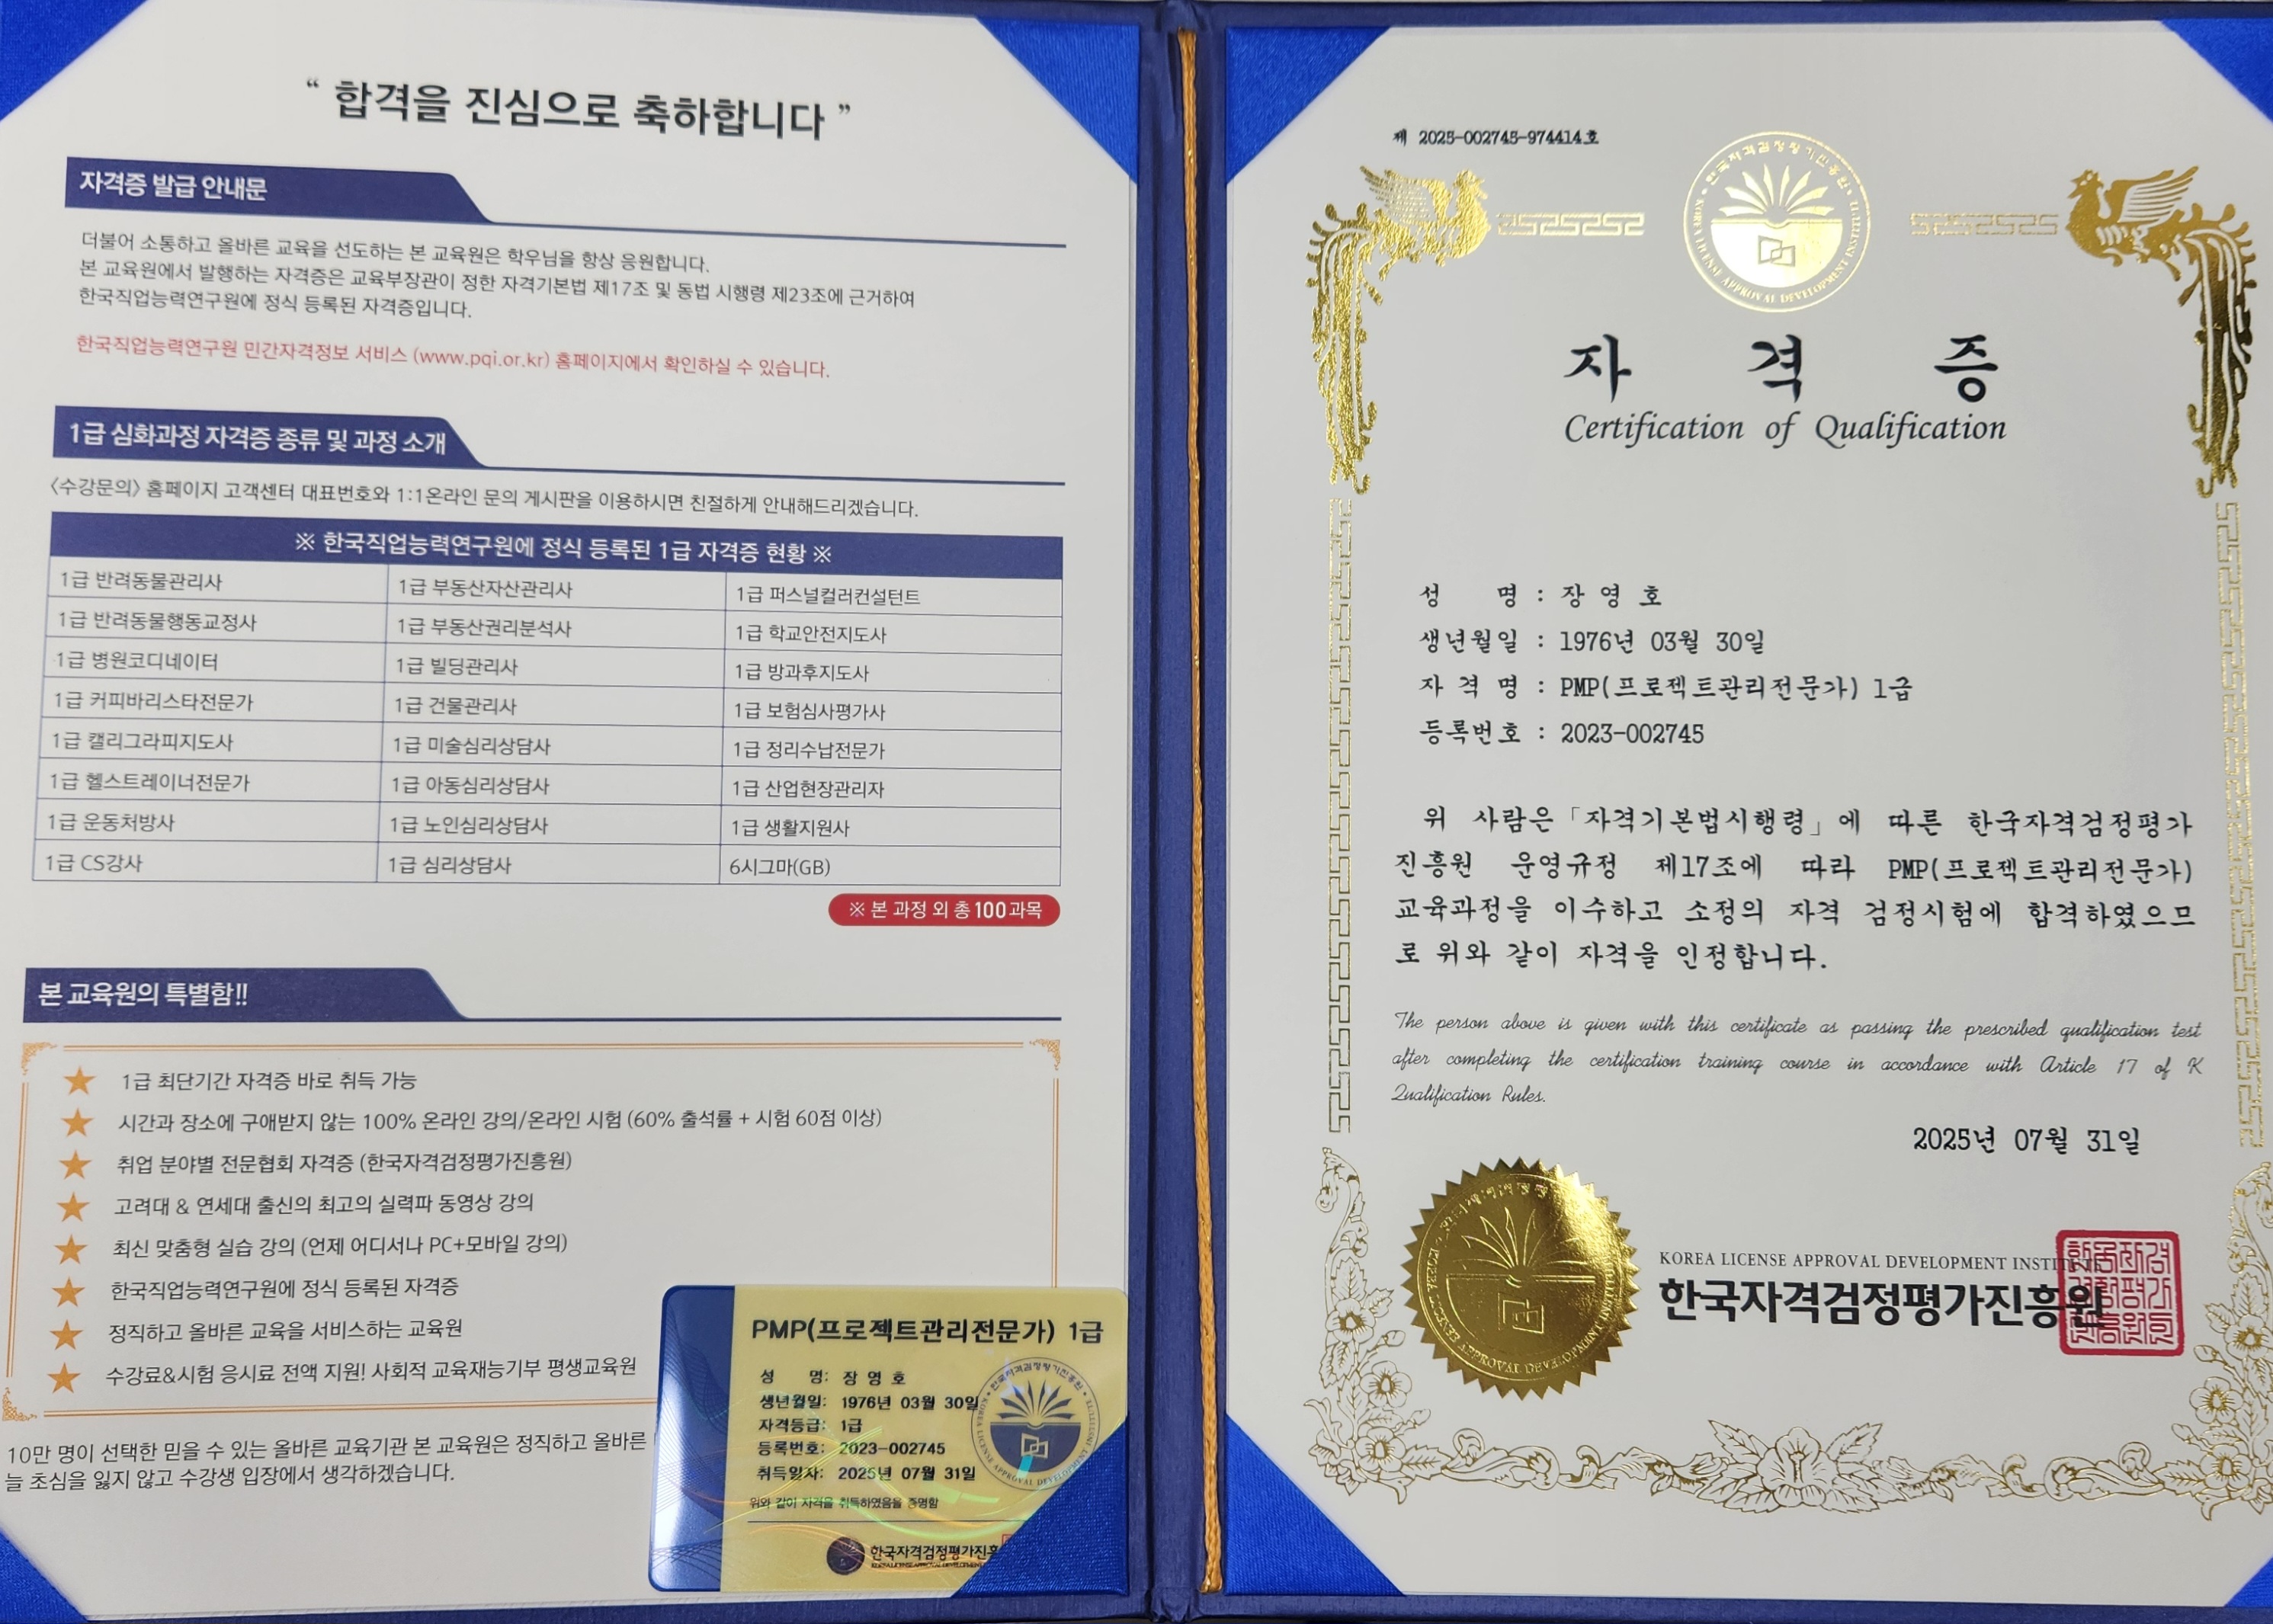 “ 합격을 진심으로 축하합니다 ”
자격증 발급 안내문
더불어 소통하고 올바른 교육을 선도하는 본 교육원은 학우님을 항상 응원합니다.
본 교육원에서 발행하는 자격증은 교육부장관이 정한 자격기본법 제17조 및 동법 시행령 제23조에 근거하여
한국직업능력연구원에 정식 등록된 자격증입니다.
한국직업능력연구원 민간자격정보 서비스 (www.pqi.or.kr) 홈페이지에서 확인하실 수 있습니다.
1급 심화과정 자격증 종류 및 과정 소개
<수강문의> 홈페이지 고객센터 대표번호와 1:1온라인 문의 게시판을 이용하시면 친절하게 안내해드리겠습니다.
※ 한국직업능력연구원에 정식 등록된 1급 자격증 현황 ※
1급 반려동물관리사 1급 부동산자산관리사 1급 퍼스널컬러컨설턴트
1급 반려동물행동교정사 1급 부동산권리분석사 1급 학교안전지도사
1급 병원코디네이터 1급 빌딩관리사 1급 방과후지도사
1급 커피바리스타전문가 1급 건물관리사 1급 보험심사평가사
1급 캘리그라피지도사 1급 미술심리상담사 1급 정리수납전문가
1급 헬스트레이너전문가 1급 아동심리상담사 1급 산업현장관리자
1급 운동처방사 1급 노인심리상담사 1급 생활지원사
1급 CS강사 1급 심리상담사 6시그마(GB)
※ 본 과정 외 총 100과목
본 교육원의 특별함!!
1급 최단기간 자격증 바로 취득 가능
시간과 장소에 구애받지 않는 100% 온라인 강의/온라인 시험 (60% 출석률 + 시험 60점 이상)
취업 분야별 전문협회 자격증 (한국자격검정평가진흥원)
고려대 & 연세대 출신의 최고의 실력파 동영상 강의
최신 맞춤형 실습 강의 (언제 어디서나 PC+모바일 강의)
한국직업능력연구원에 정식 등록된 자격증
정직하고 올바른 교육을 서비스하는 교육원
수강료&시험 응시료 전액 지원! 사회적 교육재능기부 평생교육원
10만 명이 선택한 믿을 수 있는 올바른 교육기관 본 교육원은 정직하고 올바른
늘 초심을 잃지 않고 수강생 입장에서 생각하겠습니다.
PMP(프로젝트관리전문가) 1급
성 명: 장 영 호
생년월일: 1976년 03월 30일
자격등급: 1급
등록번호: 2023-002745
취득일자: 2025년 07월 31일
위와 같이 자격을 취득하였음을 증명함
한국자격검정평가진흥
제 2025-002745-974414호
한국자격검정평가진흥원
KOREA LICENSE APPROVAL DEVELOPMENT INSTITUTE
자 격 증
Certification of Qualification
성 명 : 장 영 호
생년월일 : 1976년 03월 30일
자 격 명 : PMP(프로젝트관리전문가) 1급
등록번호 : 2023-002745
위 사람은 「자격기본법시행령」에 따른 한국자격검정평가
진흥원 운영규정 제17조에 따라 PMP(프로젝트관리전문가)
교육과정을 이수하고 소정의 자격 검정시험에 합격하였으므
로 위와 같이 자격을 인정합니다.
The person above is given with this certificate as passing the prescribed qualification test
after completing the certification training course in accordance with Article 17 of K
Qualification Rules.
2025년 07월 31일
KOREA LICENSE APPROVAL DEVELOPMENT INSTITUTE
한국자격검정평가진흥원